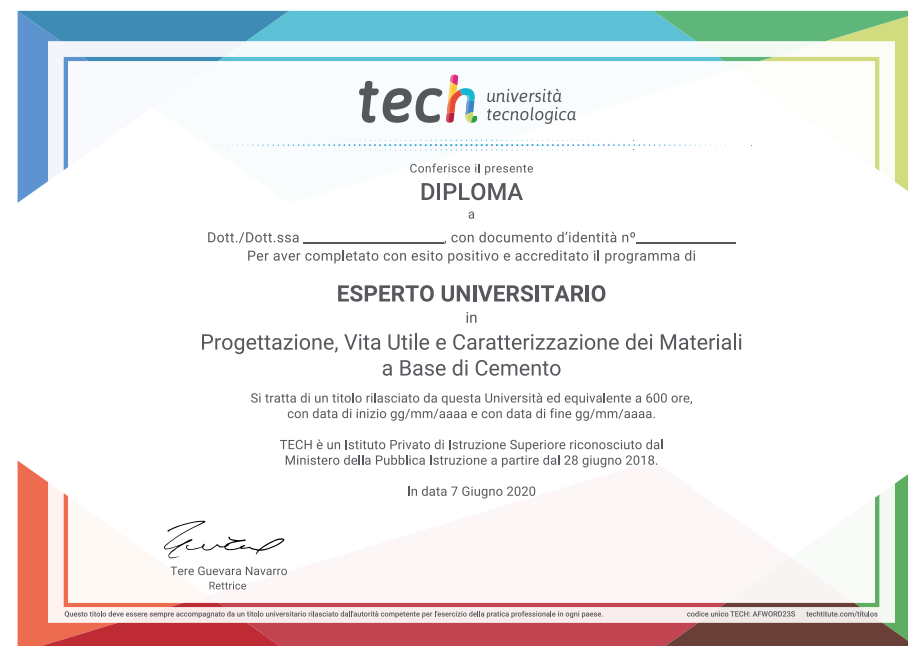 tech università
tecnologica
Conferisce il presente
DIPLOMA
a
Dott./Dott.ssa ____________________, con documento d'identità nº______________
Per aver completato con esito positivo e accreditato il programma di
ESPERTO UNIVERSITARIO
in
Progettazione, Vita Utile e Caratterizzazione dei Materiali
a Base di Cemento
Si tratta di un titolo rilasciato da questa Università ed equivalente a 600 ore,
con data di inizio gg/mm/aaaa e con data di fine gg/mm/aaaa.
TECH è un Istituto Privato di Istruzione Superiore riconosciuto dal
Ministero della Pubblica Istruzione a partire dal 28 giugno 2018.
In data 7 Giugno 2020
Tere Guevara Navarro
Rettrice
Questo titolo deve essere sempre accompagnato da un titolo universitario rilasciato dall'autorità competente per l'esercizio della pratica professionale in ogni paese. codice unico TECH: AFWORD23S techtitute.com/titulos